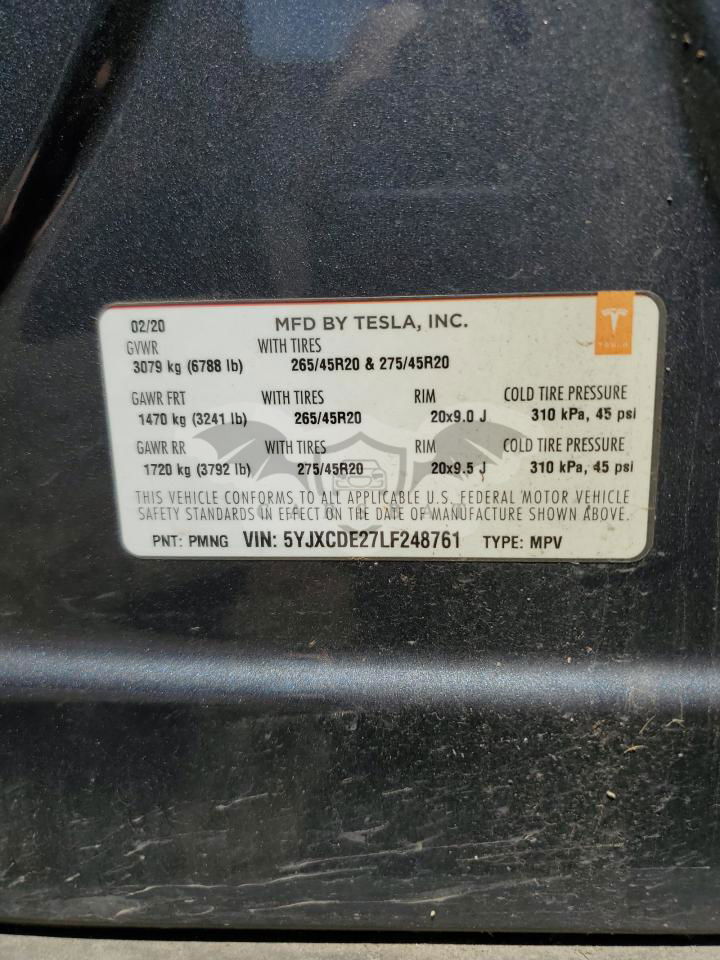 02/20 MFD BY TESLA, INC.
TESLA
GVWR WITH TIRES
3079 kg (6788 lb) 265/45R20 & 275/45R20
GAWR FRT WITH TIRES RIM COLD TIRE PRESSURE
1470 kg (3241 lb) 265/45R20 20x9.0 J 310 kPa, 45 psi
GAWR RR WITH TIRES RIM COLD TIRE PRESSURE
1720 kg (3792 lb) 275/45R20 20x9.5 J 310 kPa, 45 psi
THIS VEHICLE CONFORMS TO ALL APPLICABLE U.S. FEDERAL MOTOR VEHICLE
SAFETY STANDARDS IN EFFECT ON THE DATE OF MANUFACTURE SHOWN ABOVE.
PNT: PMNG VIN: 5YJXCDE27LF248761 TYPE: MPV